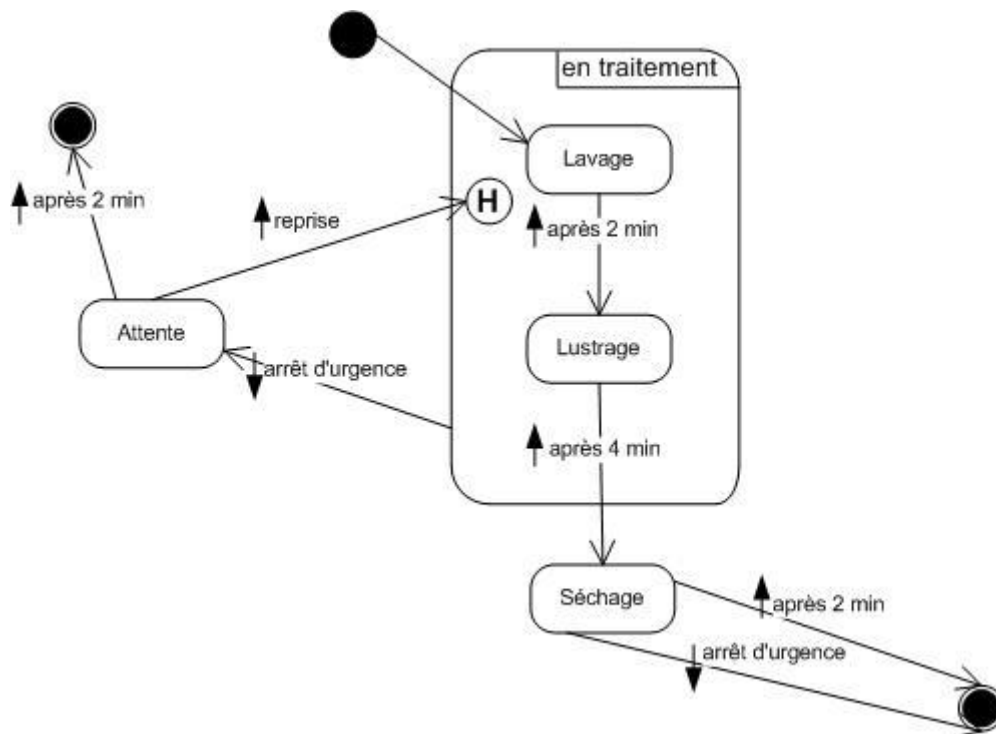 en traitement
Lavage
après 2 min
reprise
H
après 2 min
Attente
Lustrage
arrêt d'urgence
après 4 min
Séchage
après 2 min
arrêt d'urgence